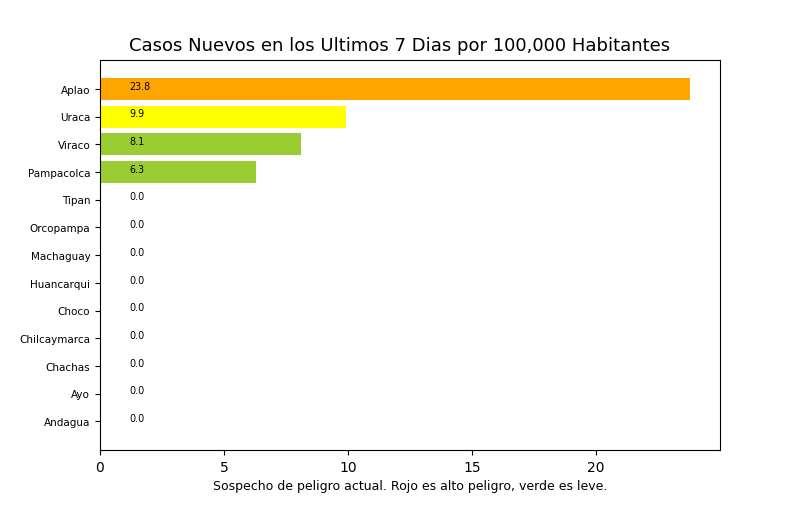 Casos Nuevos en los Ultimos 7 Dias por 100,000 Habitantes
Aplao 23.8
Uraca 9.9
Viraco 8.1
Pampacolca 6.3
Tipan 0.0
Orcopampa 0.0
Machaguay 0.0
Huancarqui 0.0
Choco 0.0
Chilcaymarca 0.0
Chachas 0.0
Ayo 0.0
Andagua 0.0
0 5 10 15 20
Sospecho de peligro actual. Rojo es alto peligro, verde es leve.